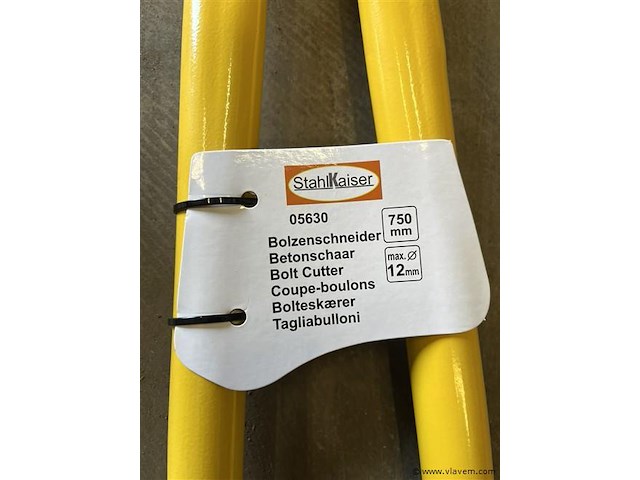 StahlKaiser
05630
Bolzenschneider
Betonschaar
Bolt Cutter
Coupe-boulons
Bolteskærer
Tagliabulloni
750
mm
max. Ø
12mm
©www.vlavem.com